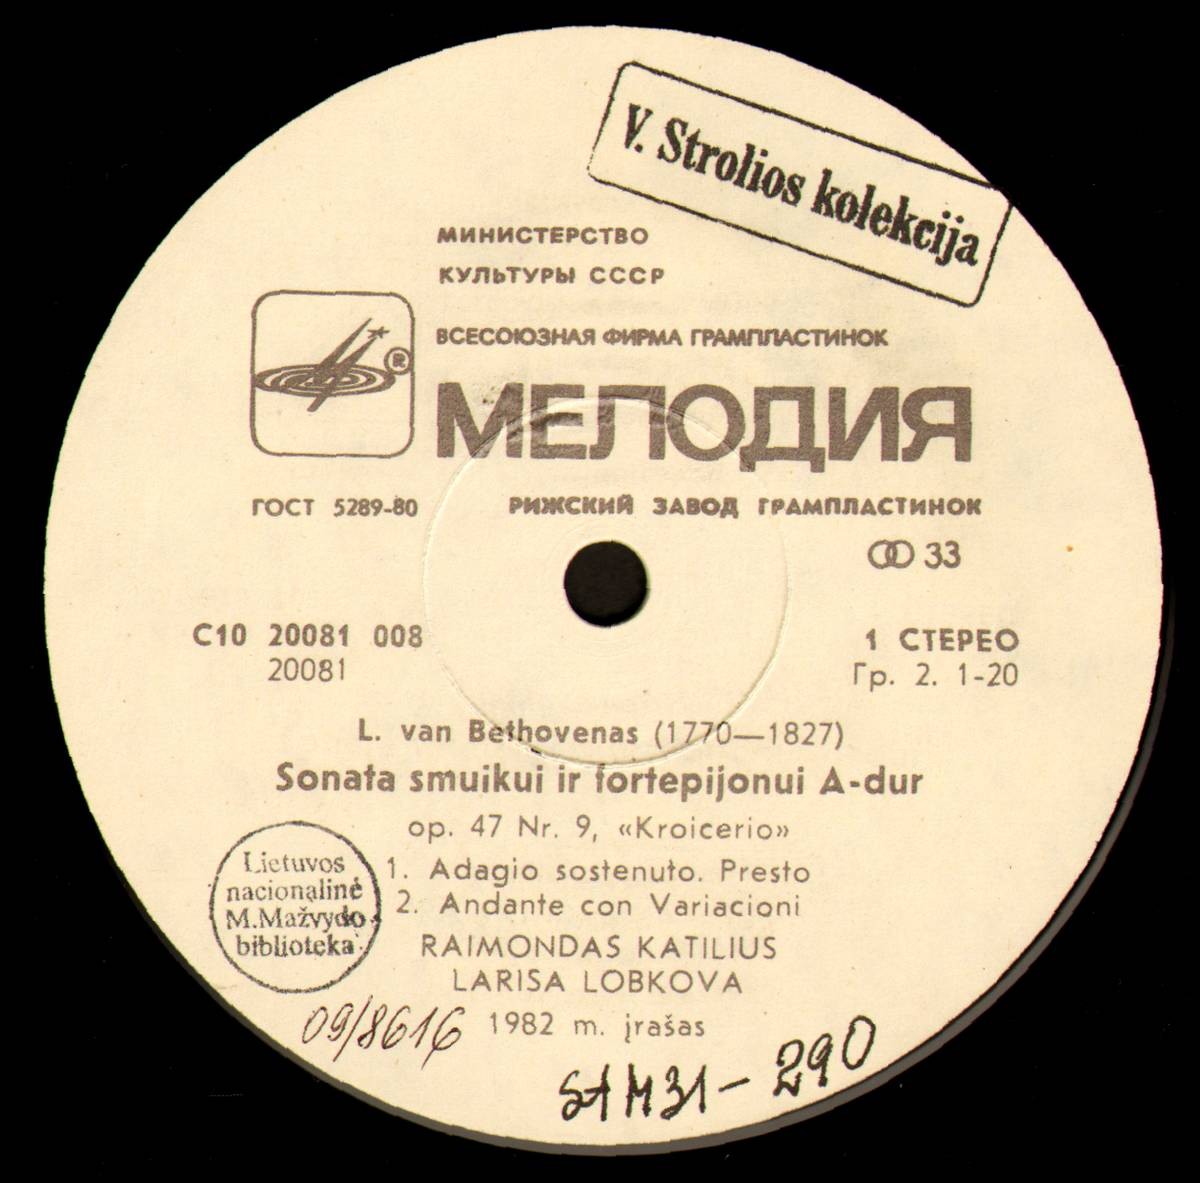 V. Strolios kolekcija
МИНИСТЕРСТВО
КУЛЬТУРЫ СССР
ВСЕСОЮЗНАЯ ФИРМА ГРАМПЛАСТИНОК
®
МЕЛОДИЯ
ГОСТ 5289-80
РИЖСКИЙ ЗАВОД ГРАМПЛАСТИНОК
33
С10 20081 008
20081
1 СТЕРЕО
Гр. 2. 1-20
L. van Bethovenas (1770—1827)
Sonata smuikui ir fortepijonui A-dur
op. 47 Nr. 9, «Kroicerio»
1. Adagio sostenuto. Presto
2. Andante con Variacioni
RAIMONDAS KATILIUS
LARISA LOBKOVA
1982 m. įrašas
Lietuvos
nacionalinė
M.Mažvydo
biblioteka
09/8616
290